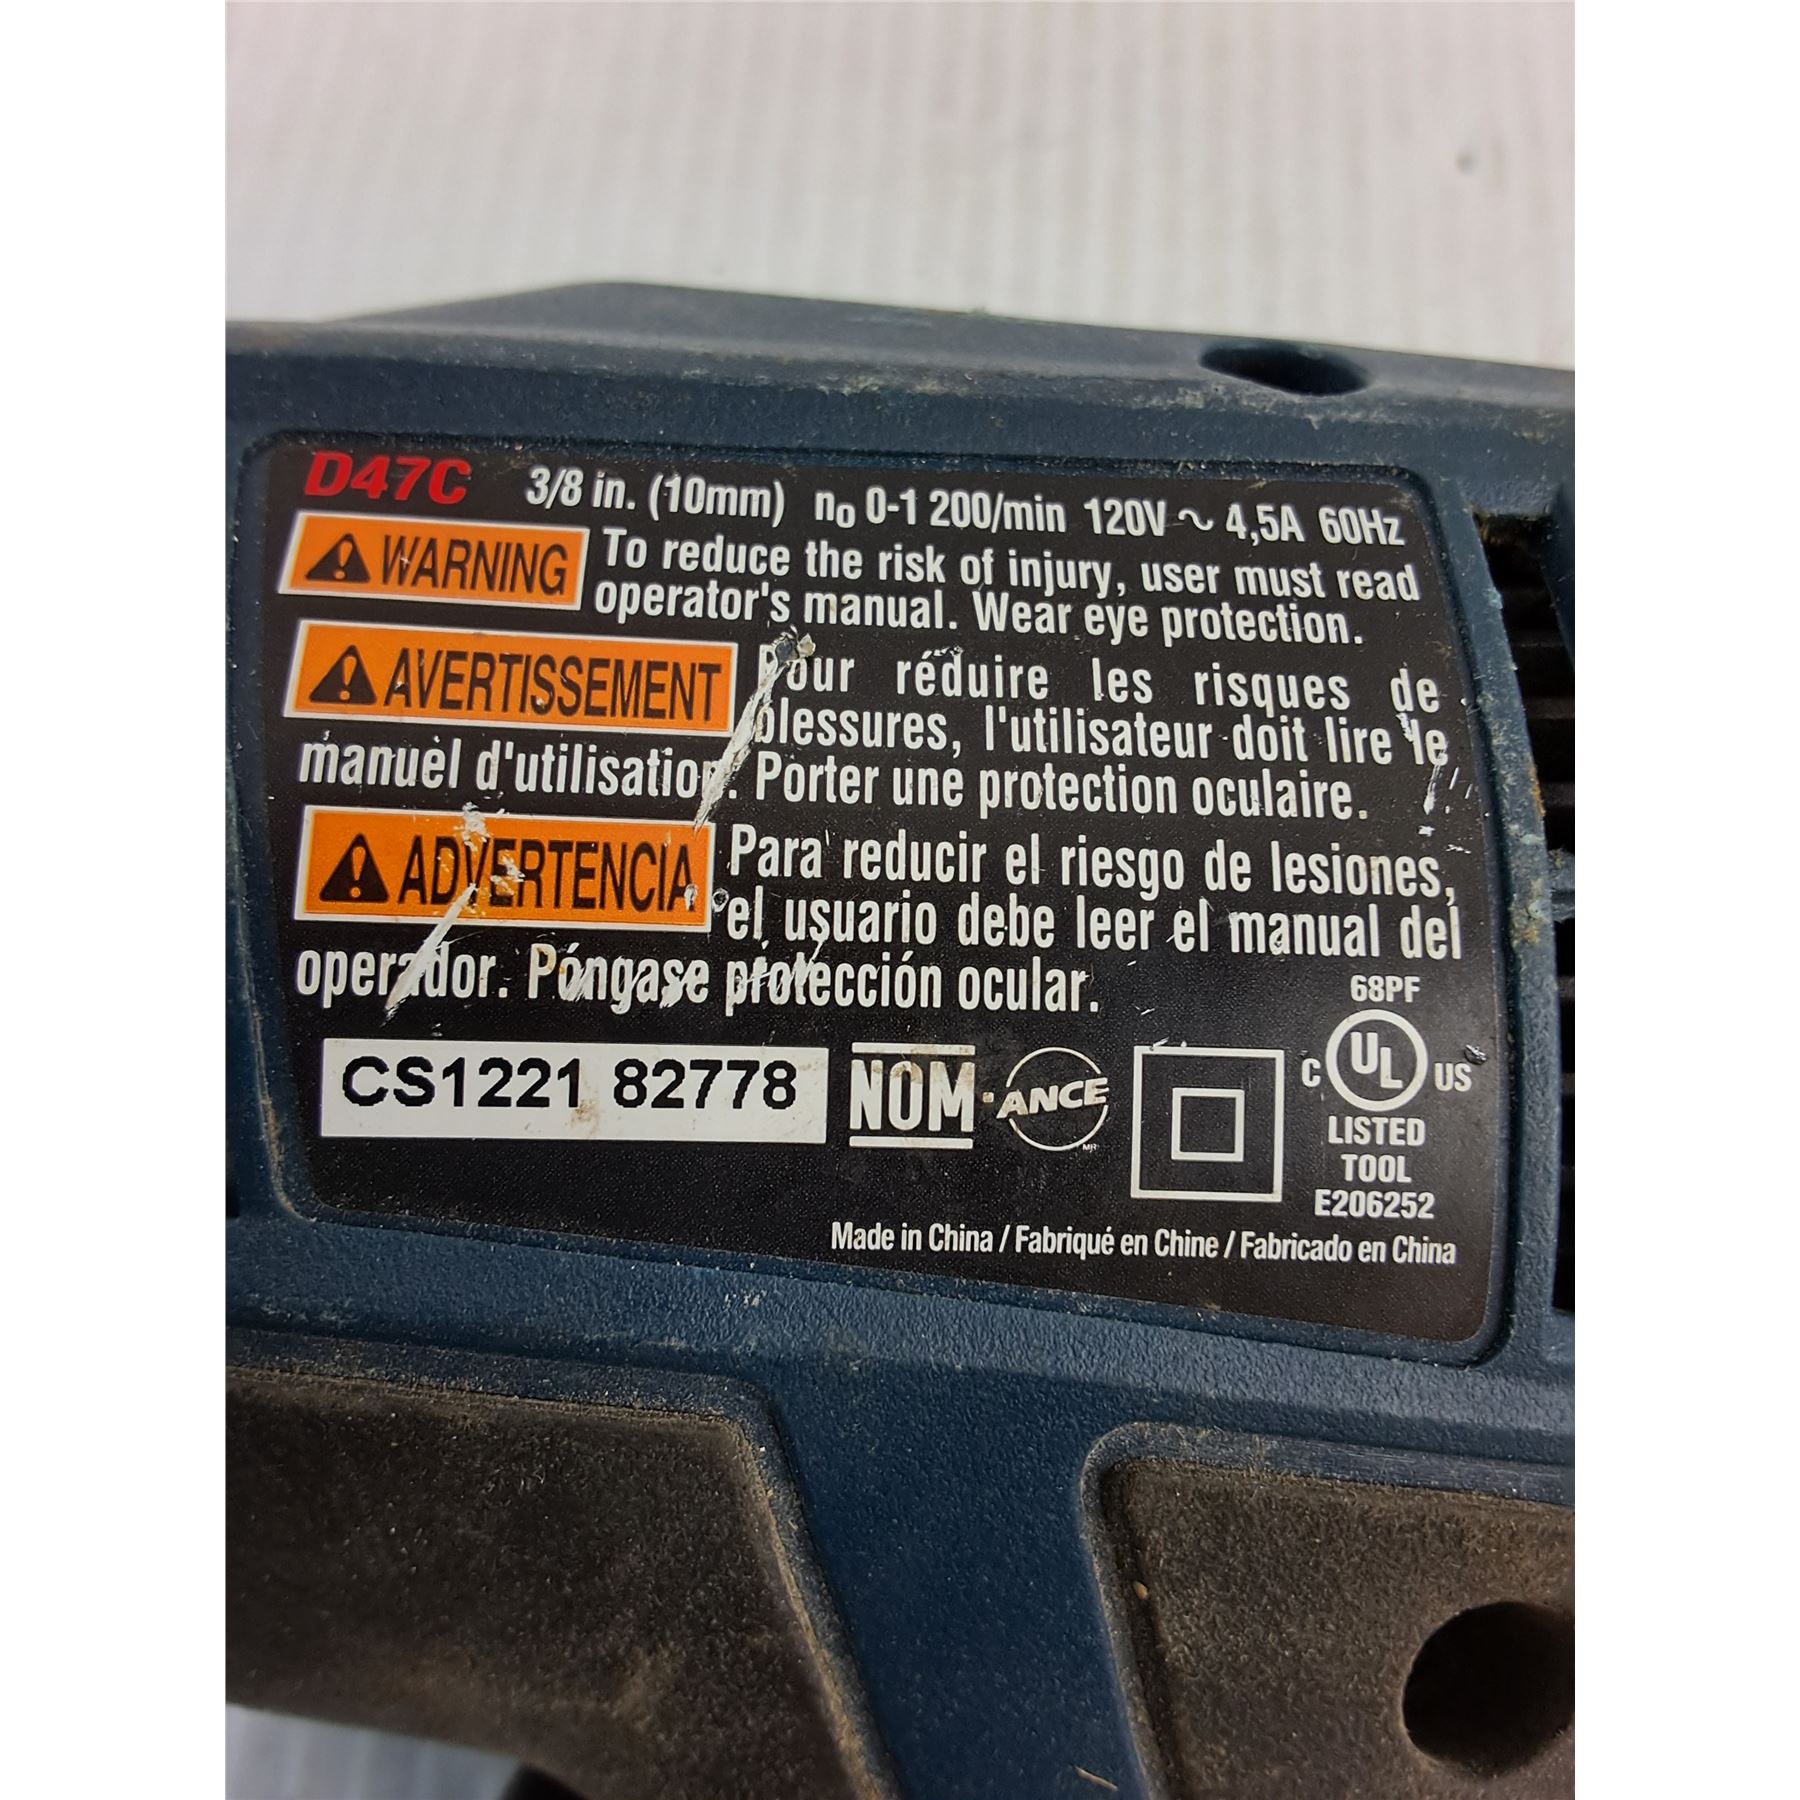 D47C 3/8 in. (10mm) no 0-1 200/min 120V ~ 4,5A 60Hz
WARNING To reduce the risk of injury, user must read
operator's manual. Wear eye protection.
AVERTISSEMENT Pour réduire les risques de
blessures, l'utilisateur doit lire le
manuel d'utilisation. Porter une protection oculaire.
ADVERTENCIA Para reducir el riesgo de lesiones,
el usuario debe leer el manual del
operador. Póngase protección ocular.
CS1221 82778
NOM
ANCE
MR
68PF
C UL US
LISTED
TOOL
E206252
Made in China / Fabriqué en Chine / Fabricado en China